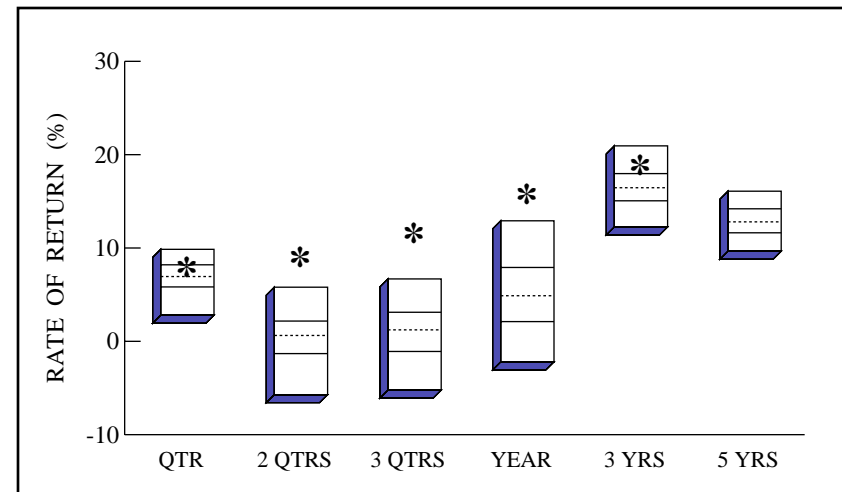 30
20
10
0
-10
RATE OF RETURN (%)
QTR 2 QTRS 3 QTRS YEAR 3 YRS 5 YRS